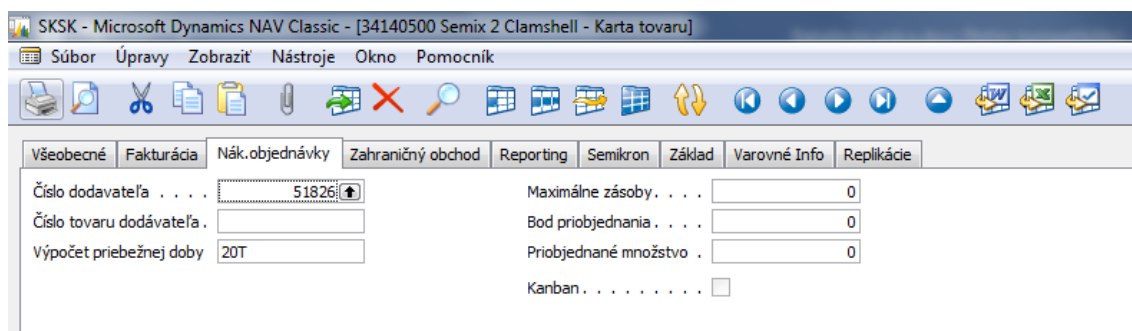 SKSK - Microsoft Dynamics NAV Classic - [34140500 Semix 2 Clamshell - Karta tovaru]
Súbor Úpravy Zobraziť Nástroje Okno Pomocník
Všeobecné Fakturácia Nák.objednávky Zahraničný obchod Reporting Semikron Základ Varovné Info Replikácie
Číslo dodavateľa . . . . 51826 Maximálne zásoby. . . . 0
Číslo tovaru dodávateľa . Bod priobjednania . . . . 0
Výpočet priebežnej doby 20T Priobjednané množstvo . 0
Kanban . . . . . . . . .